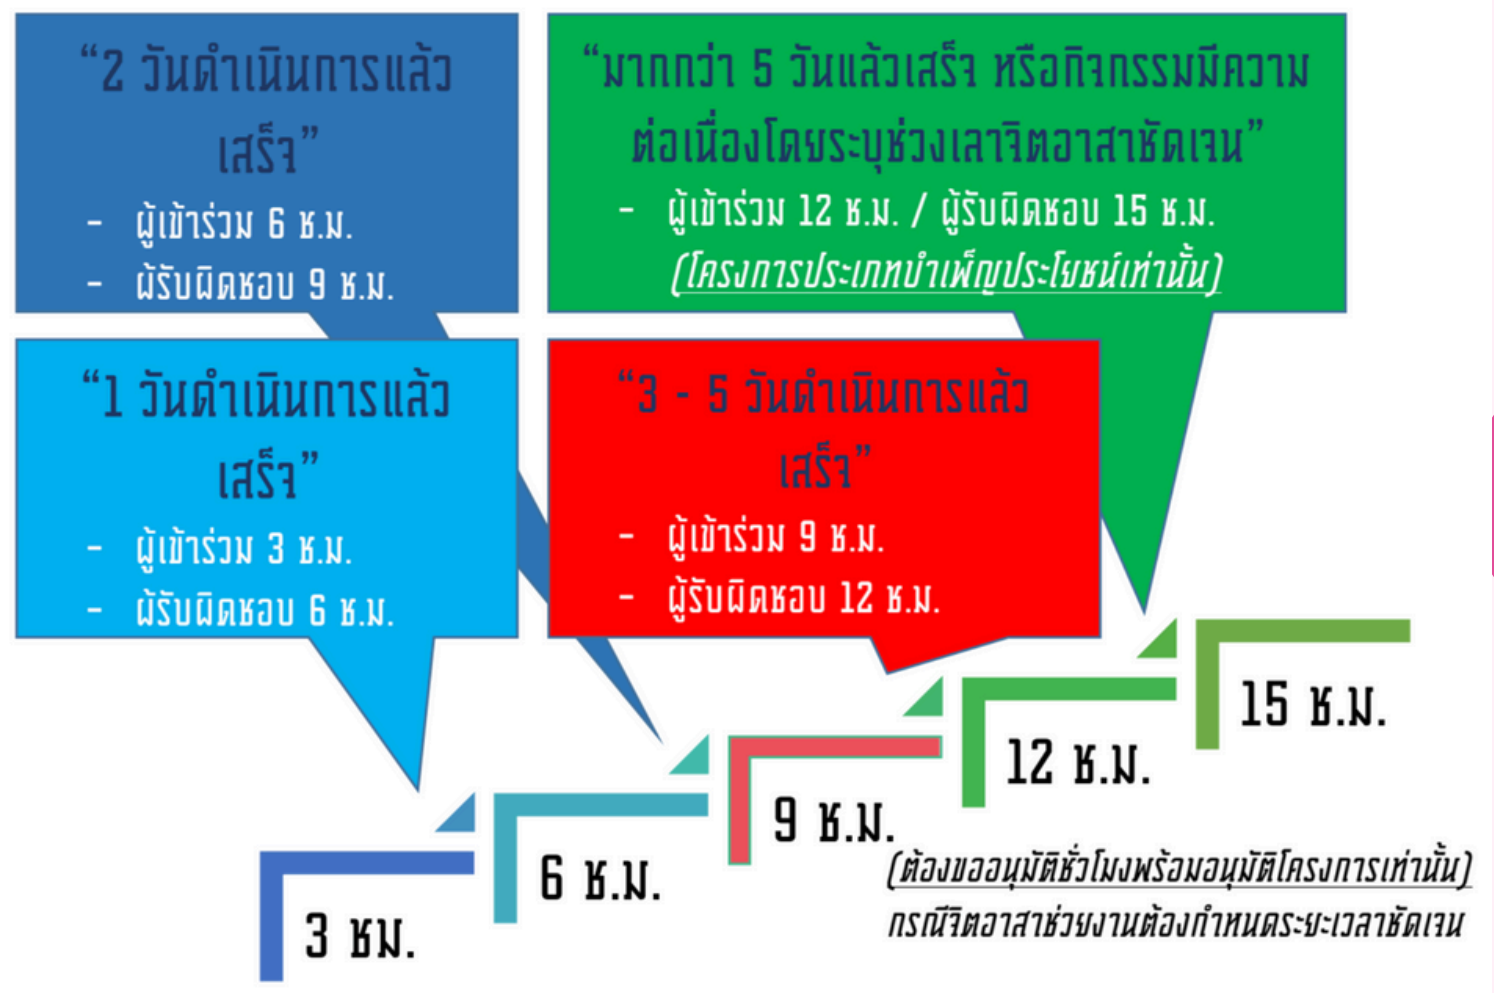 “2 วันดำเนินการแล้ว
เสร็จ”
- ผู้เข้าร่วม 6 ช.ม.
- ผู้รับผิดชอบ 9 ช.ม.
“มากกว่า 5 วันแล้วเสร็จ หรือกิจกรรมมีความ
ต่อเนื่องโดยระบุช่วงเลาจิตอาสาชัดเจน”
- ผู้เข้าร่วม 12 ช.ม. / ผู้รับผิดชอบ 15 ช.ม.
(โครงการประเภทบำเพ็ญประโยชน์เท่านั้น)
“1 วันดำเนินการแล้ว
เสร็จ”
- ผู้เข้าร่วม 3 ช.ม.
- ผู้รับผิดชอบ 6 ช.ม.
“3 - 5 วันดำเนินการแล้ว
เสร็จ”
- ผู้เข้าร่วม 9 ช.ม.
- ผู้รับผิดชอบ 12 ช.ม.
3 ชม.
6 ช.ม.
9 ช.ม.
12 ช.ม.
15 ช.ม.
(ต้องขออนุมัติชั่วโมงพร้อมอนุมัติโครงการเท่านั้น)
กรณีจิตอาสาช่วยงานต้องกำหนดระยะเวลาชัดเจน